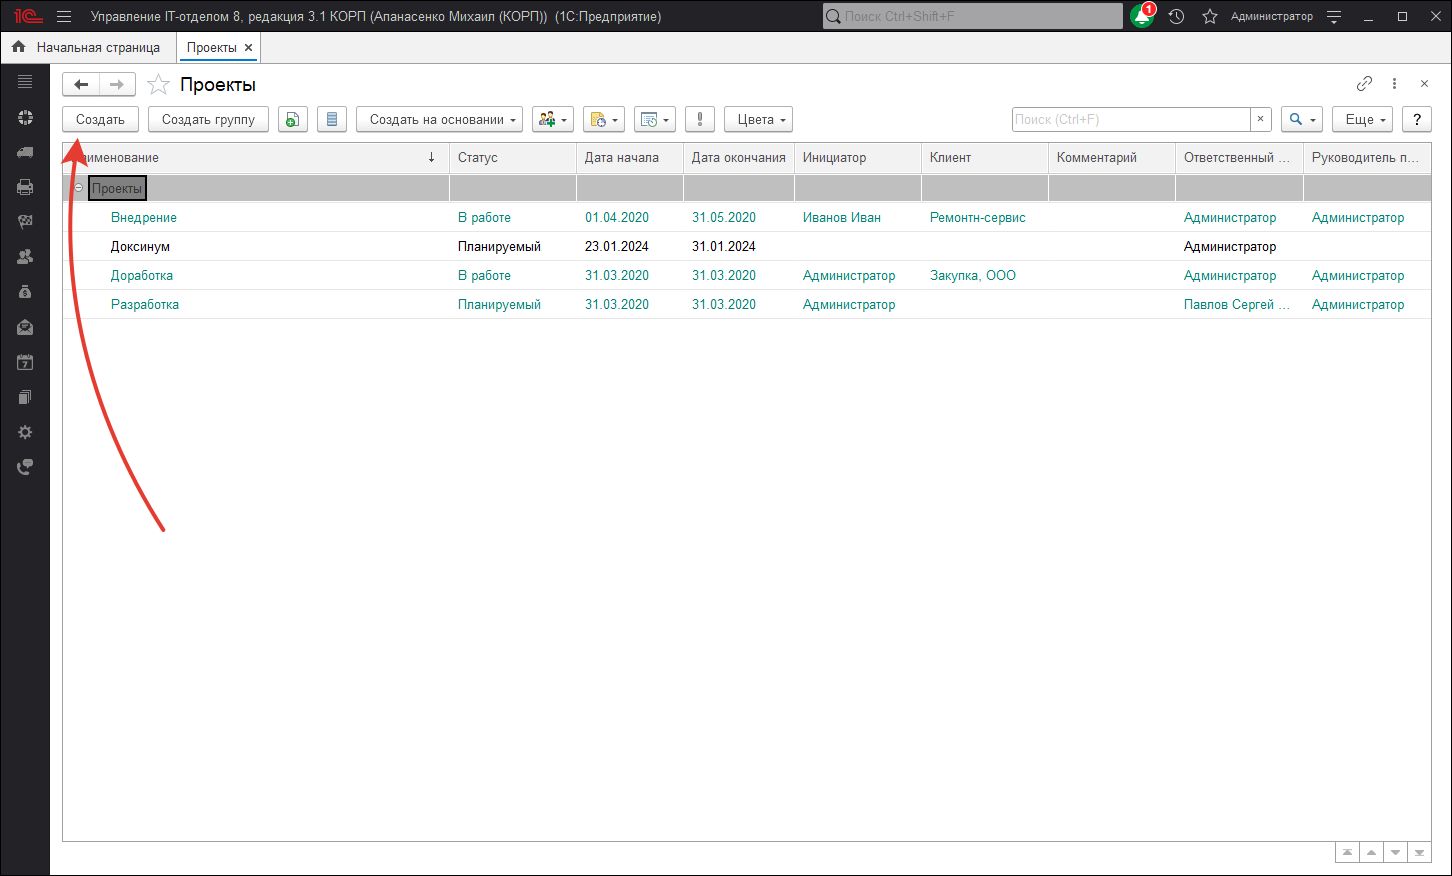 1С Управление IT-отделом 8, редакция 3.1 КОРП (Апанасенко Михаил (КОРП)) (1С:Предприятие) Поиск Ctrl+Shift+F 1 Администратор
Начальная страница Проекты ×
Проекты
Создать Создать группу Создать на основании Цвета Поиск (Ctrl+F) × Еще ?
Статус Дата начала Дата окончания Инициатор Клиент Комментарий Ответственный ... Руководитель п...
Проекты
Внедрение В работе 01.04.2020 31.05.2020 Иванов Иван Ремонтн-сервис Администратор Администратор
Доксинум Планируемый 23.01.2024 31.01.2024 Администратор
Доработка В работе 31.03.2020 31.03.2020 Администратор Закупка, ООО Администратор Администратор
Разработка Планируемый 31.03.2020 31.03.2020 Администратор Павлов Сергей ... Администратор
7